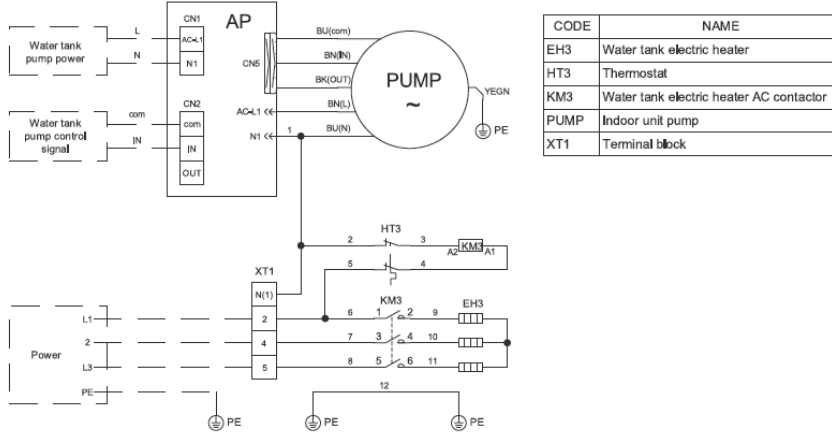 CN1
AP
BU(com)
L
AC-L1
Water tank
pump power
N
N1
CN5
BN(IN)
BK(OUT)
PUMP
~
YEGN
CN2
AC-L1
BN(L)
com
com
Water tank
pump control
signal
N1
1
BU(N)
PE
IN
IN
OUT
CODE NAME
EH3 Water tank electric heater
HT3 Thermostat
KM3 Water tank electric heater AC contactor
PUMP Indoor unit pump
XT1 Terminal block
HT3
2 3 A2 KM3 A1
5 4
XT1
N(1)
KM3
EH3
L1 2 6 1 2 9
2 4 7 3 4 10
Power
L3 5 8 5 6 11
PE
12
PE PE PE